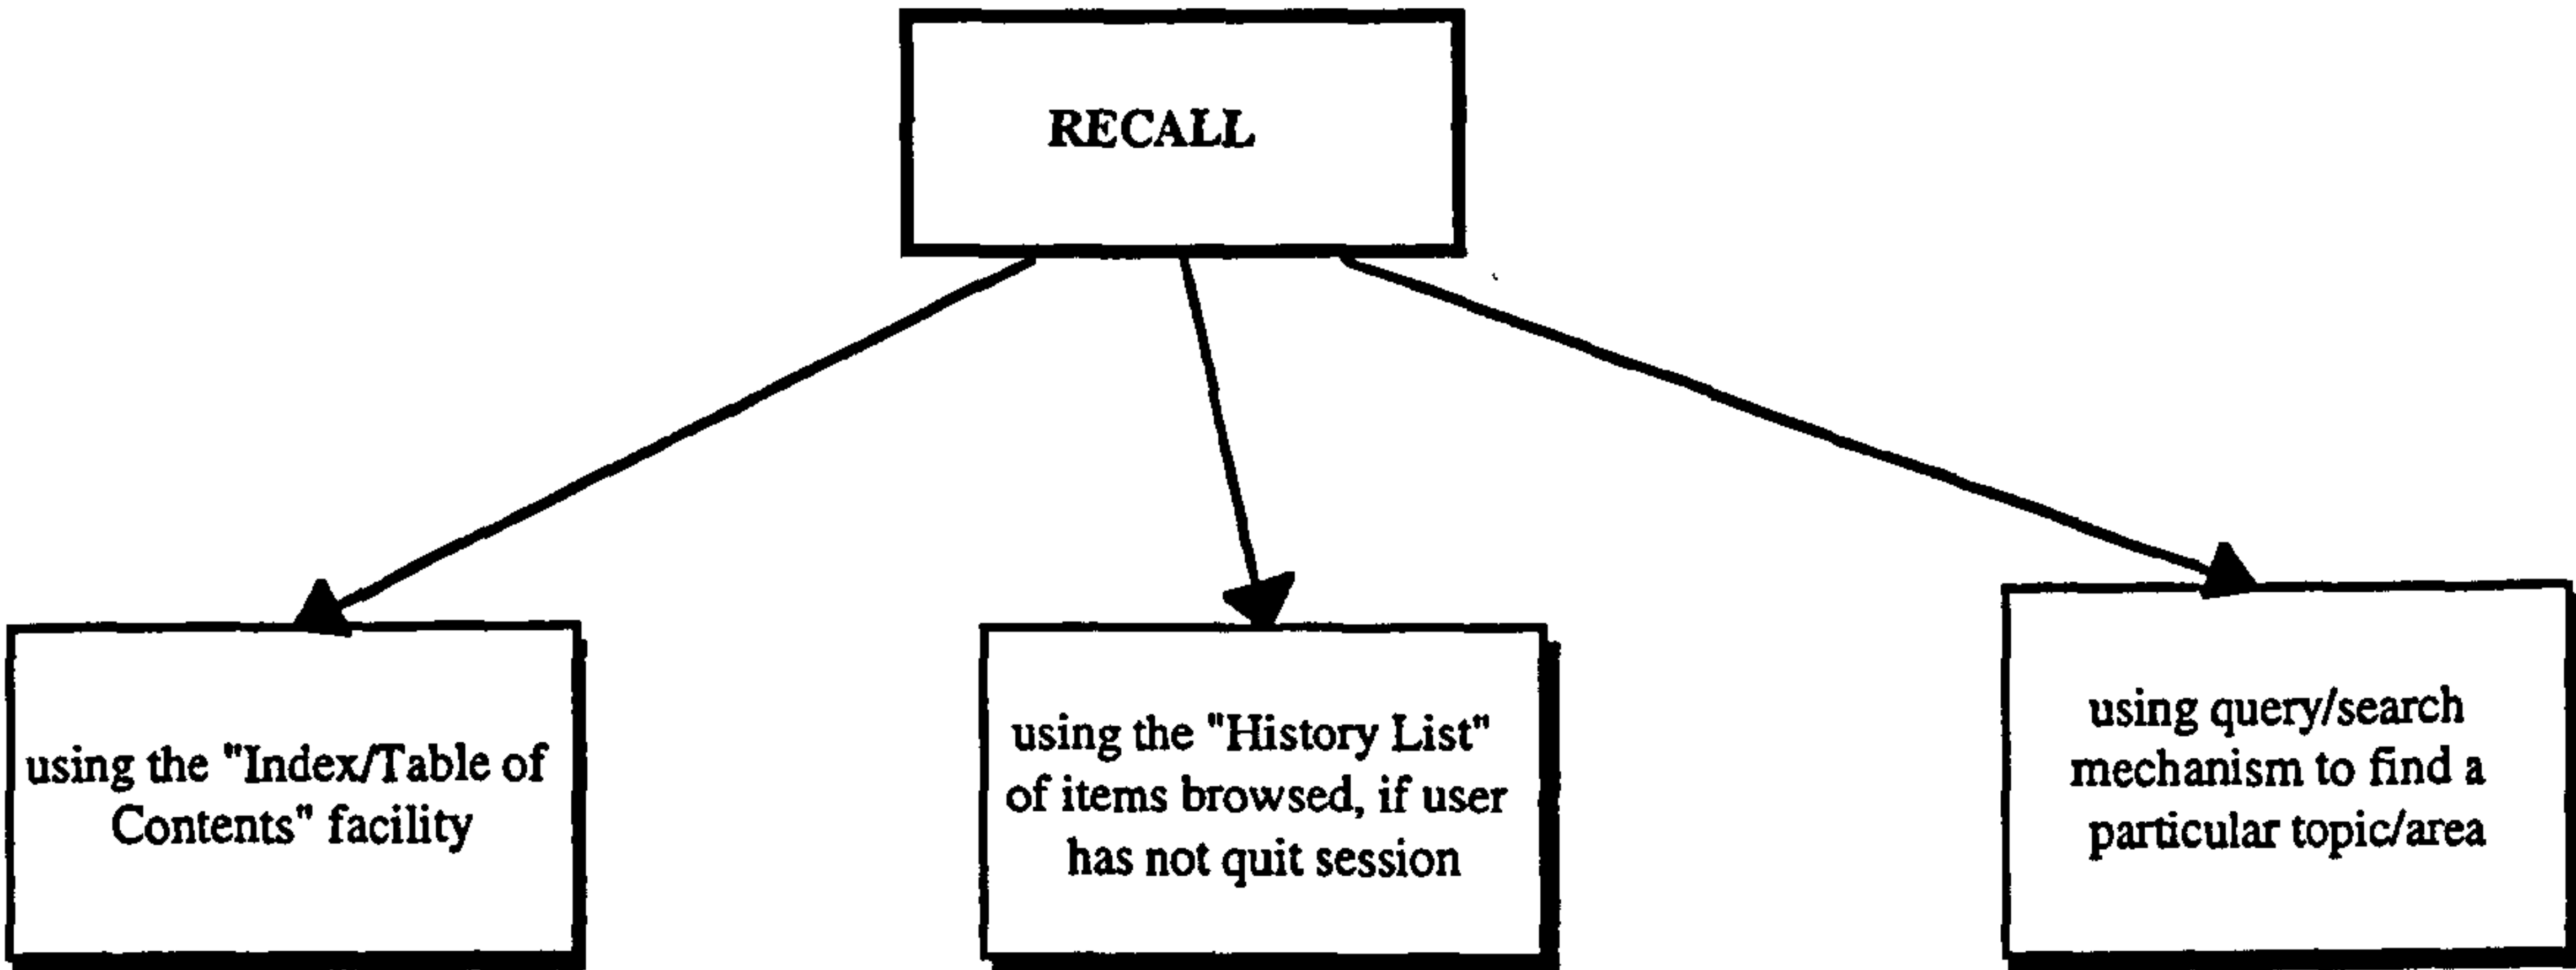 RECALL
using the "Index/Table of
Contents" facility
using the "History List"
of items browsed, if user
has not quit session
using query/search
mechanism to find a
particular topic/area